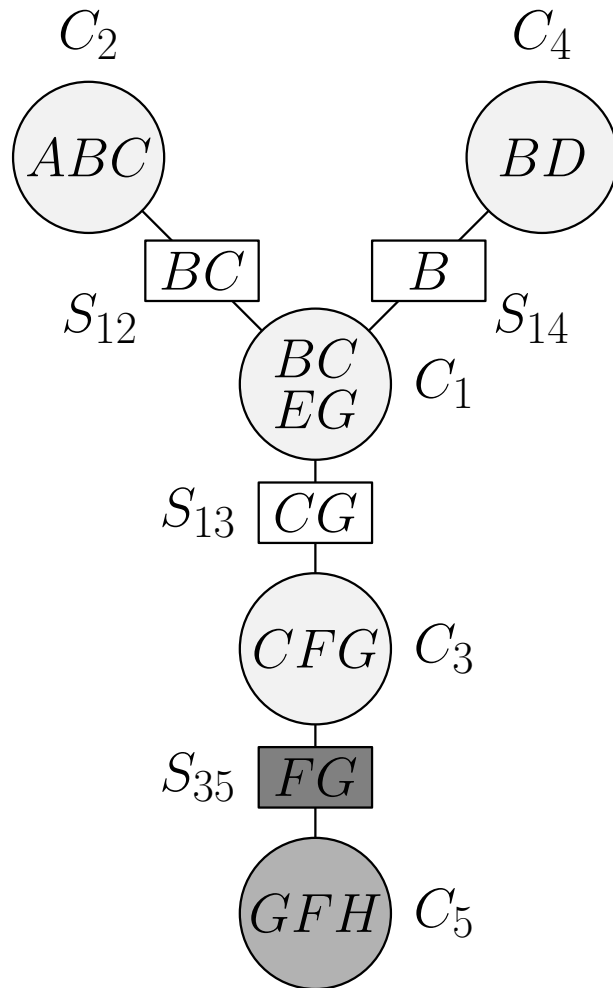 C₂
C₄
ABC
BD
BC
B
S₁₂
S₁₄
BC
EG
C₁
S₁₃
CG
CFG
C₃
S₃₅
FG
GFH
C₅